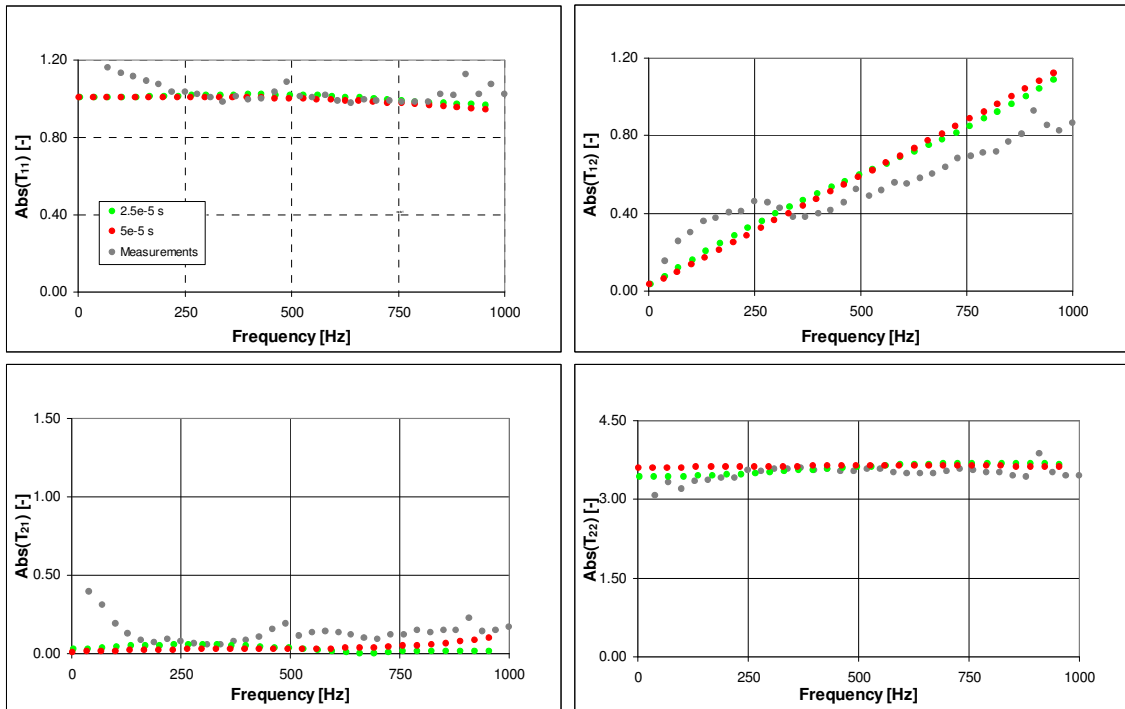 1.20
0.80
0.40
0.00
Abs(T11) [-]
2.5e-5 s
5e-5 s
Measurements
0 250 500 750 1000
Frequency [Hz]
1.20
0.80
0.40
0.00
Abs(T12) [-]
0 250 500 750 1000
Frequency [Hz]
1.50
1.00
0.50
0.00
Abs(T21) [-]
0 250 500 750 1000
Frequency [Hz]
4.50
3.00
1.50
0.00
Abs(T22) [-]
0 250 500 750 1000
Frequency [Hz]